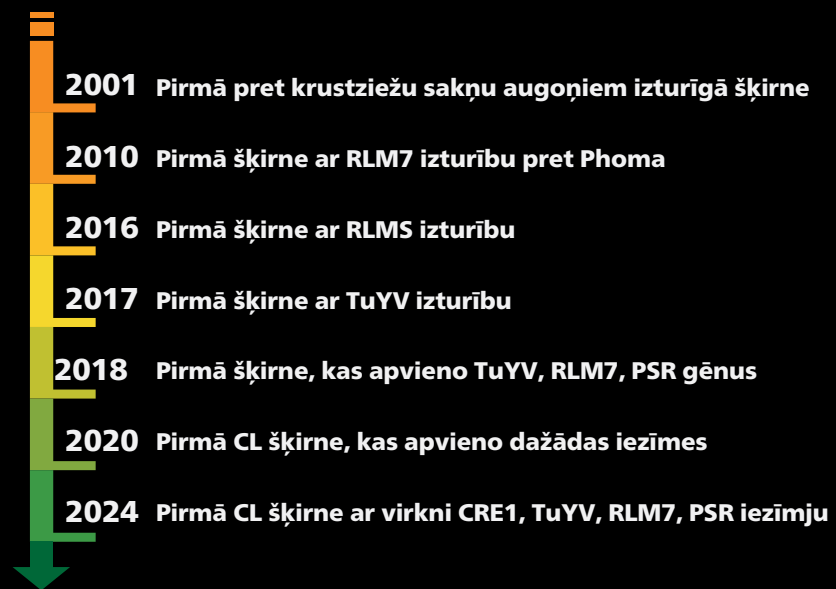 2001 Pirmā pret krustziežu sakņu augoņiem izturīgā šķirne
2010 Pirmā šķirne ar RLM7 izturību pret Phoma
2016 Pirmā šķirne ar RLMS izturību
2017 Pirmā šķirne ar TuYV izturību
2018 Pirmā šķirne, kas apvieno TuYV, RLM7, PSR gēnus
2020 Pirmā CL šķirne, kas apvieno dažādas iezīmes
2024 Pirmā CL šķirne ar virkni CRE1, TuYV, RLM7, PSR iezīmju